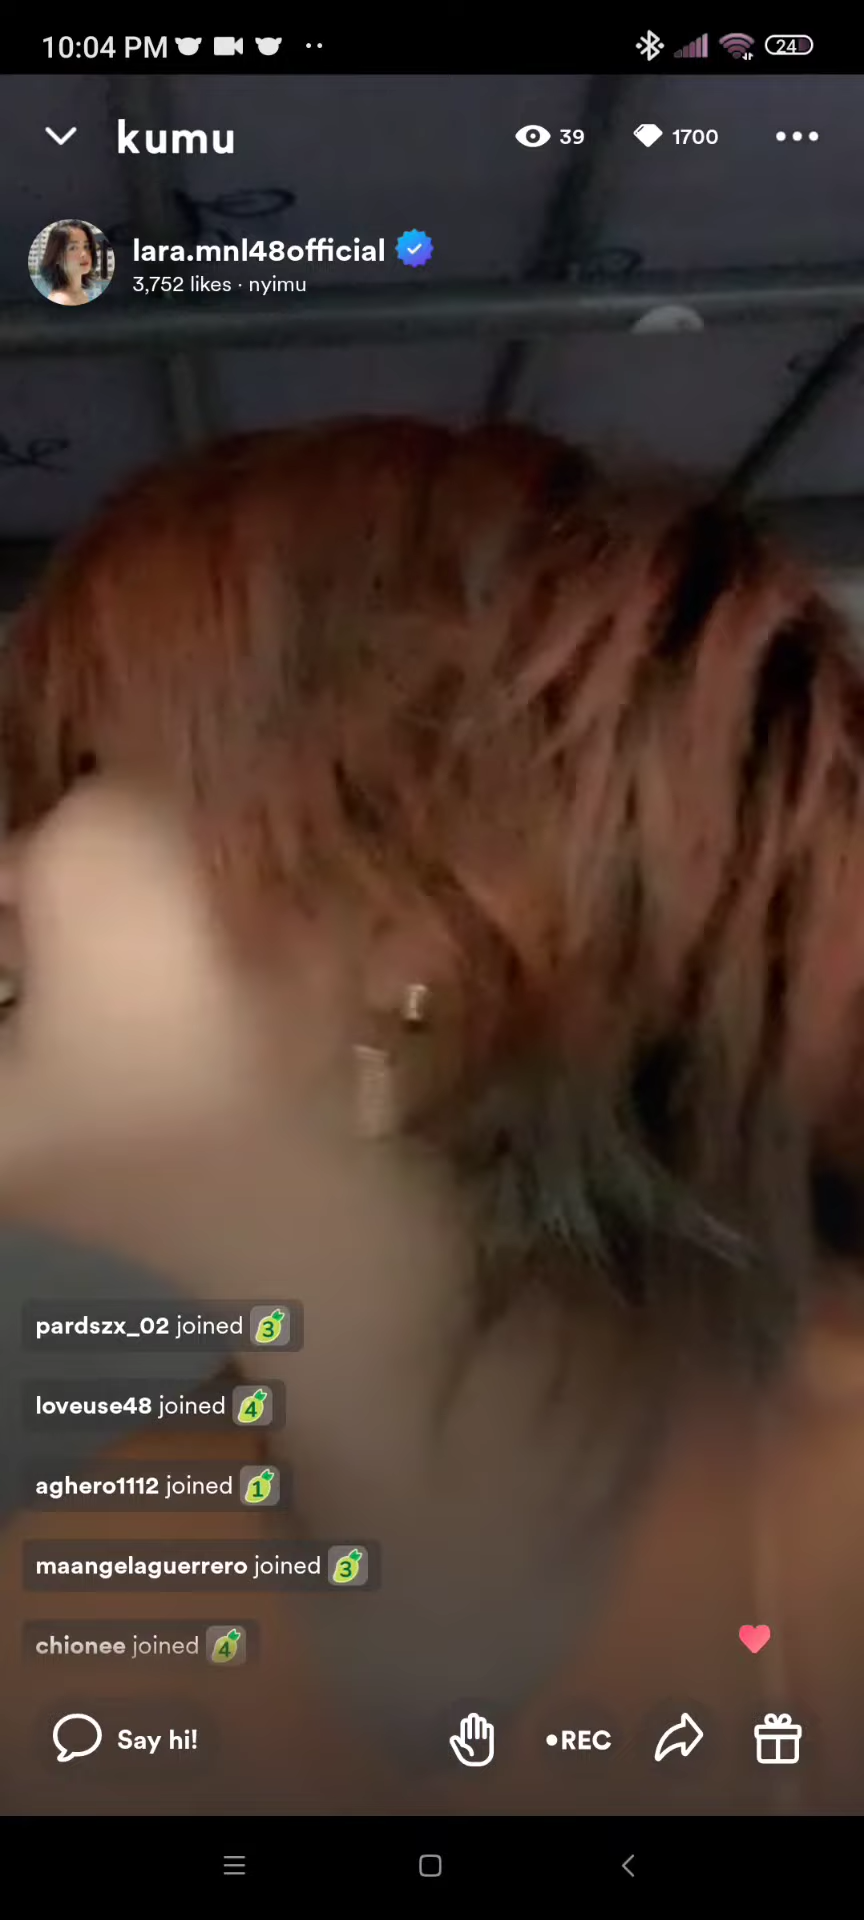 10:04 PM
24
kumu
39
1700
lara.mnl48official
3,752 likes · nyimu
pardszx_02 joined 3
loveuse48 joined 4
aghero1112 joined 1
maangelaguerrero joined 3
chionee joined 4
Say hi!
•REC